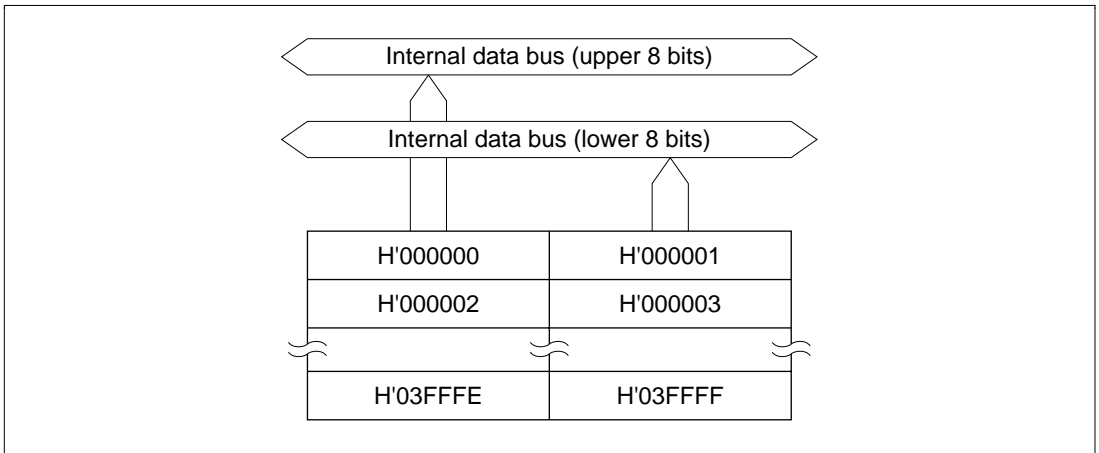 Internal data bus (upper 8 bits)
Internal data bus (lower 8 bits)
H'000000 H'000001
H'000002 H'000003
H'03FFFE H'03FFFF